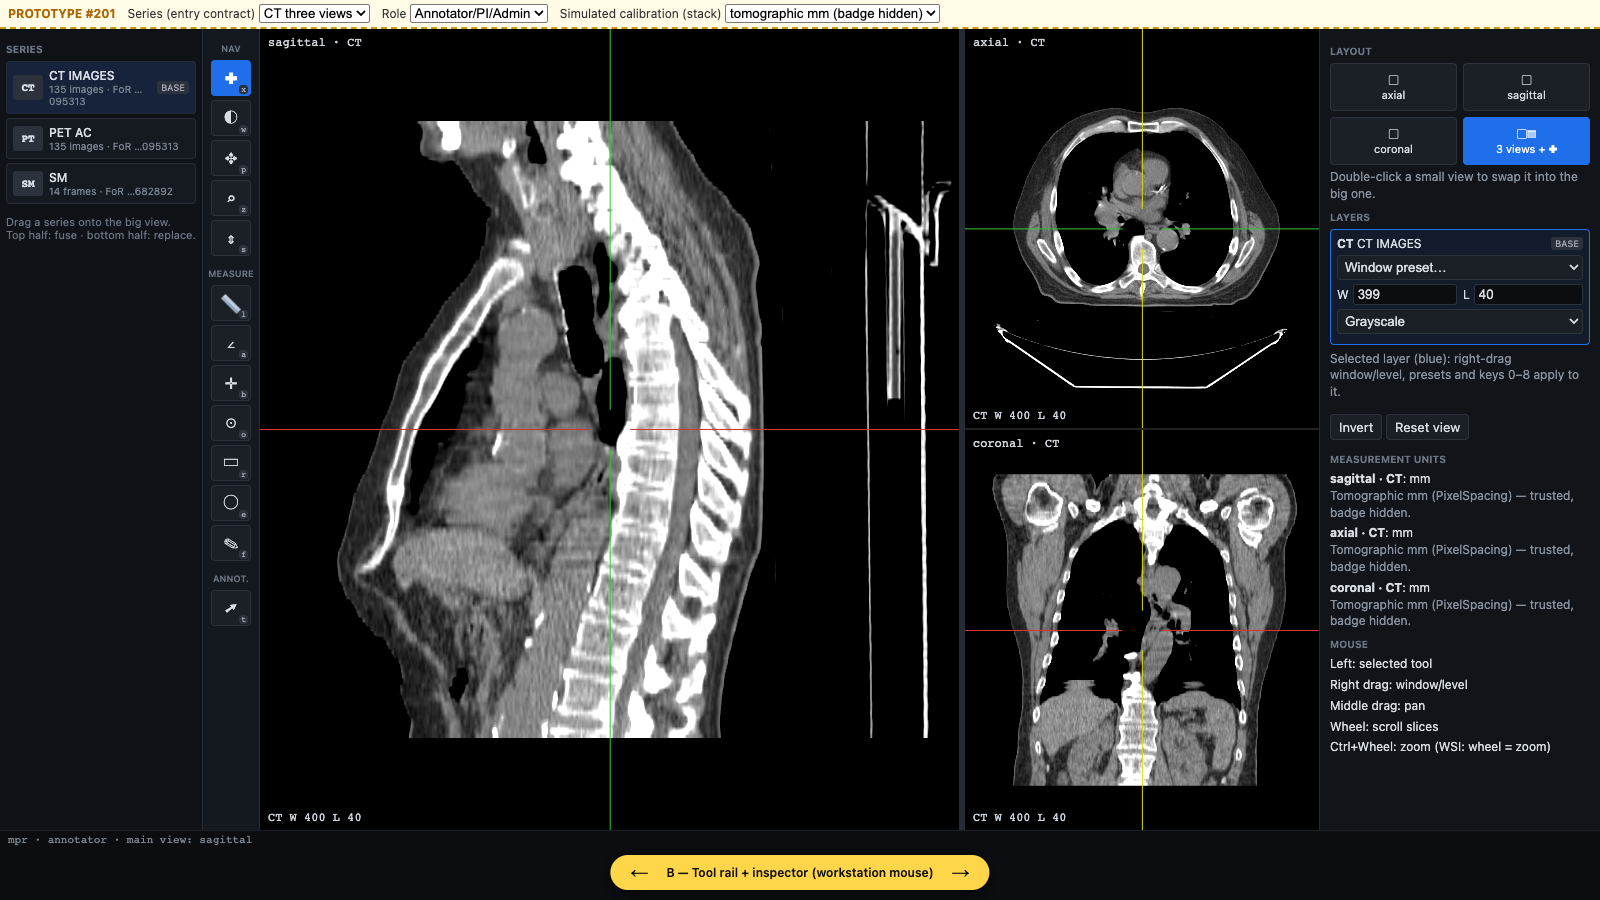 PROTOTYPE #201 Series (entry contract) CT three views Role Annotator/PI/Admin Simulated calibration (stack) tomographic mm (badge hidden)
SERIES
CT CT IMAGES
135 images · FoR ...
095313
BASE
PT PET AC
135 images · FoR ...095313
SM SM
14 frames · FoR ...682892
Drag a series onto the big view.
Top half: fuse · bottom half: replace.
NAV
x
w
p
z
s
MEASURE
l
a
b
o
r
e
f
ANNOT.
t
sagittal · CT
CT W 400 L 40
axial · CT
CT W 400 L 40
coronal · CT
CT W 400 L 40
LAYOUT
axial
sagittal
coronal
3 views +
Double-click a small view to swap it into the
big one.
LAYERS
CT CT IMAGES BASE
Window preset…
W 399 L 40
Grayscale
Selected layer (blue): right-drag
window/level, presets and keys 0–8 apply to
it.
Invert Reset view
MEASUREMENT UNITS
sagittal · CT: mm
Tomographic mm (PixelSpacing) — trusted,
badge hidden.
axial · CT: mm
Tomographic mm (PixelSpacing) — trusted,
badge hidden.
coronal · CT: mm
Tomographic mm (PixelSpacing) — trusted,
badge hidden.
MOUSE
Left: selected tool
Right drag: window/level
Middle drag: pan
Wheel: scroll slices
Ctrl+Wheel: zoom (WSI: wheel = zoom)
mpr · annotator · main view: sagittal
← B — Tool rail + inspector (workstation mouse) →